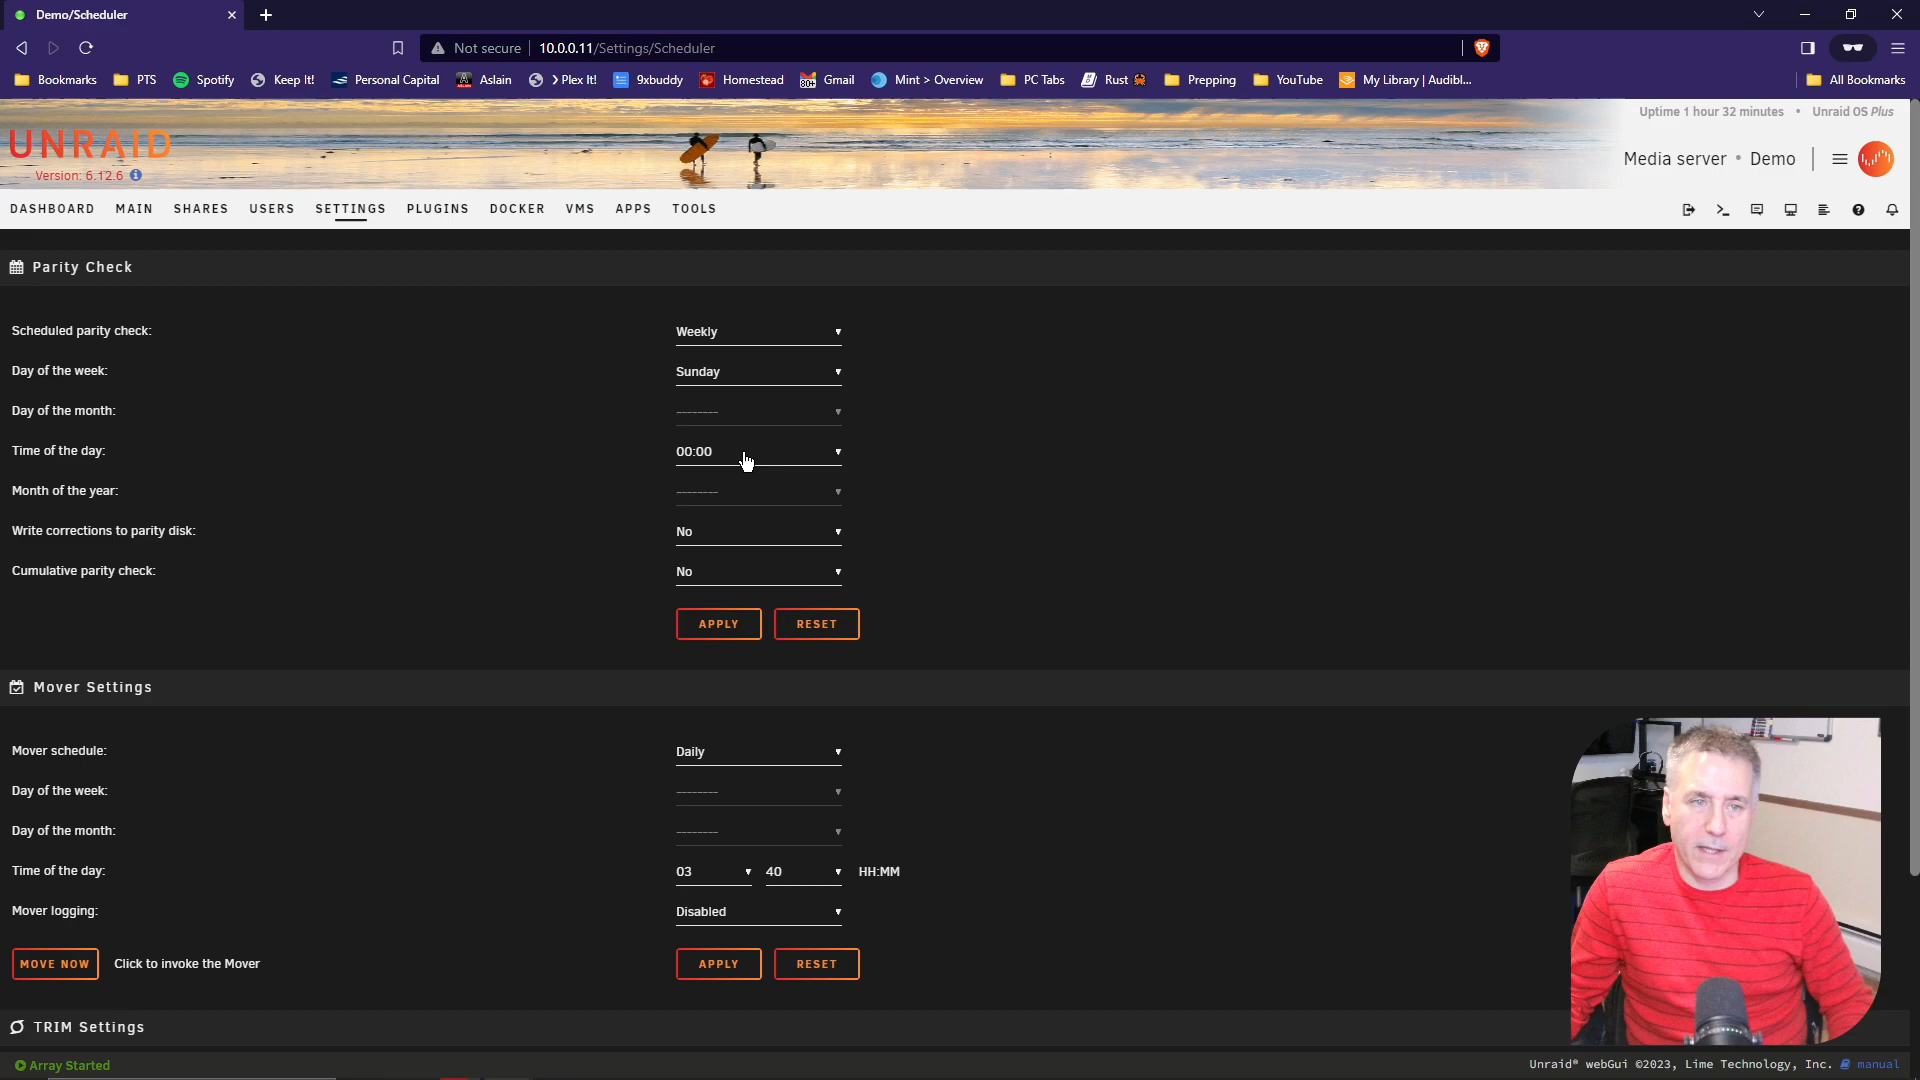 Demo/Scheduler
Not secure 10.0.0.11/Settings/Scheduler
Bookmarks PTS Spotify Keep It! Personal Capital Aslain > Plex It! 9xbuddy Homestead Gmail Mint > Overview PC Tabs Rust Prepping YouTube My Library | Audibl... All Bookmarks
Uptime 1 hour 32 minutes • Unraid OS Plus
UNRAID
Version: 6.12.6
Media server • Demo
DASHBOARD MAIN SHARES USERS SETTINGS PLUGINS DOCKER VMS APPS TOOLS
Parity Check
Scheduled parity check: Weekly
Day of the week: Sunday
Day of the month: --------
Time of the day: 00:00
Month of the year: --------
Write corrections to parity disk: No
Cumulative parity check: No
APPLY RESET
Mover Settings
Mover schedule: Daily
Day of the week: --------
Day of the month: --------
Time of the day: 03 40 HH:MM
Mover logging: Disabled
MOVE NOW Click to invoke the Mover APPLY RESET
TRIM Settings
Array Started
Unraid® webGui ©2023, Lime Technology, Inc. manual